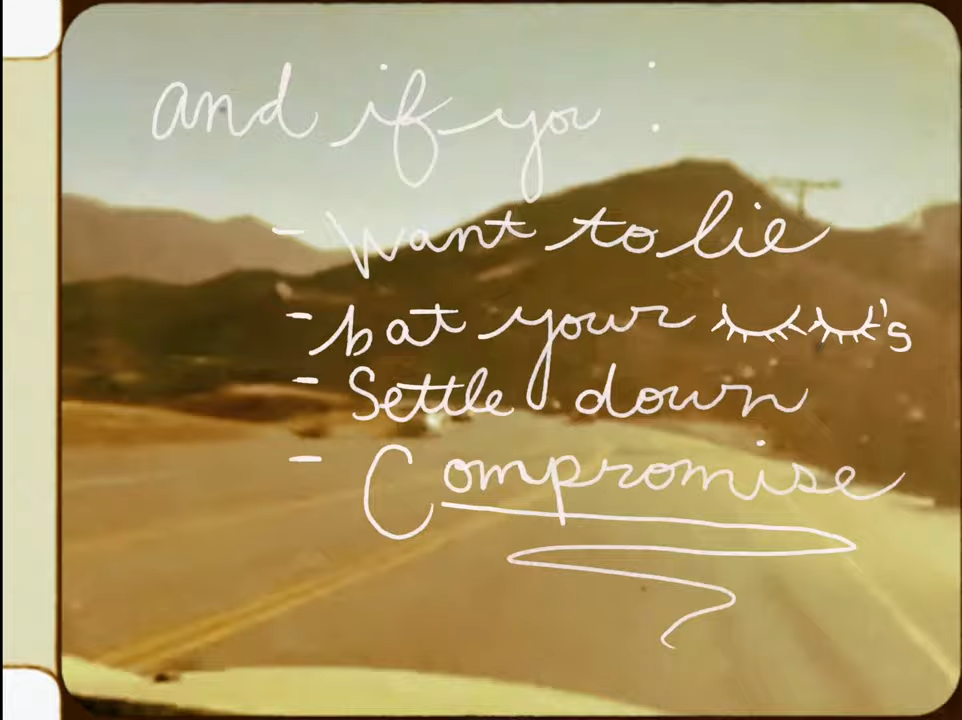 and if you :
- Want to lie
- bat your 's
- Settle down
- Compromise